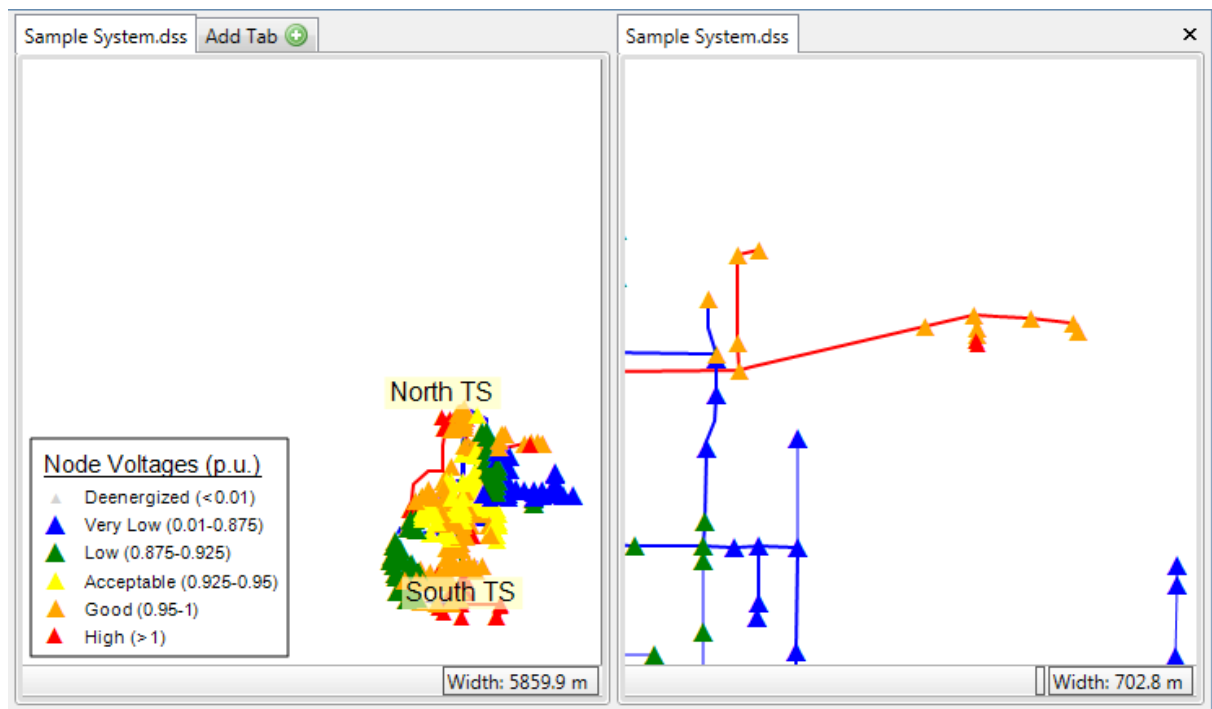 Sample System.dss Add Tab
Sample System.dss ×
North TS
Node Voltages (p.u.)
Deenergized (<0.01)
Very Low (0.01-0.875)
Low (0.875-0.925)
Acceptable (0.925-0.95)
Good (0.95-1)
High (>1)
South TS
Width: 5859.9 m
Width: 702.8 m